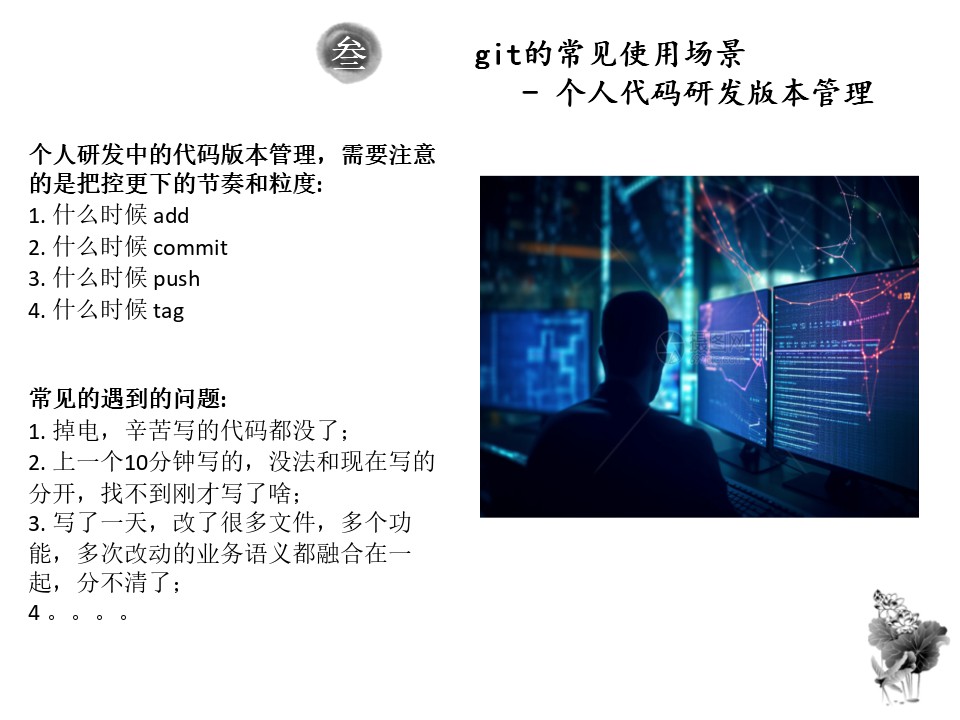 叁
git的常见使用场景
- 个人代码研发版本管理
个人研发中的代码版本管理，需要注意
的是把控更下的节奏和粒度:
1. 什么时候 add
2. 什么时候 commit
3. 什么时候 push
4. 什么时候 tag
常见的遇到的问题:
1. 掉电，辛苦写的代码都没了；
2. 上一个10分钟写的，没法和现在写的
分开，找不到刚才写了啥；
3. 写了一天，改了很多文件，多个功
能，多次改动的业务语义都融合在一
起，分不清了；
4 。。。。